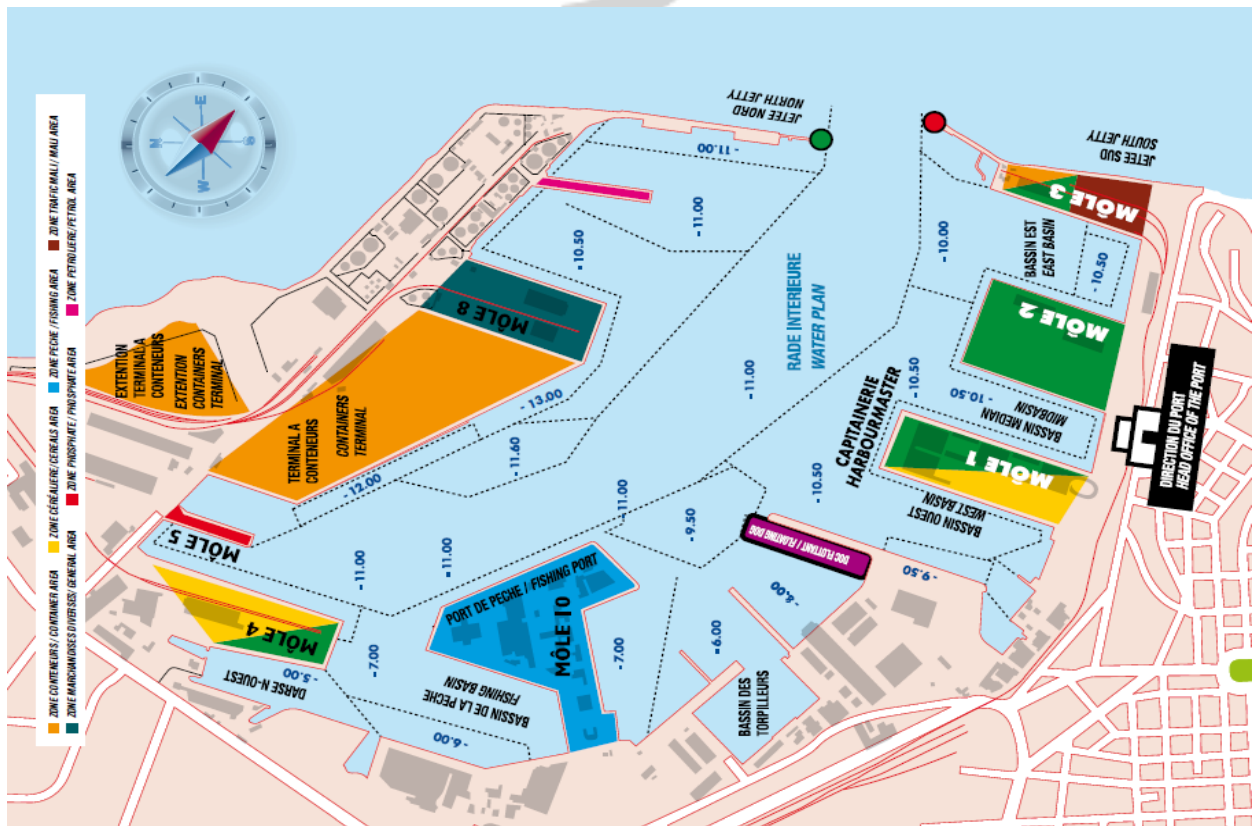 ZONE CONTENEURS / CONTAINER AREA
ZONE CÉRÉALIERE/CEREALS AREA
ZONE PECHE /FISHING AREA
ZONE TRAFIC MALI / MALI AREA
ZONE MARCHANDISES DIVERSES/ GENERAL AREA
ZONE PHOSPHATE / PHOSPHATE AREA
ZONE PETROLIERE/PETROL AREA
N
E
S
W
JETEE NORD
NORTH JETTY
JETEE SUD
SOUTH JETTY
- 11.00
- 11.00
- 10.50
- 10.00
MÔLE 3
BASSIN EST
EAST BASIN
- 10.50
MÔLE 2
MÔLE 8
RADE INTERIEURE
WATER PLAN
- 11.00
EXTENTION
TERMINAL A
CONTENEURS
EXTENTION
CONTAINERS
TERMINAL
TERMINAL A
CONTENEURS
CONTAINERS
TERMINAL
- 13.00
- 11.60
- 12.00
- 10.50
- 10.50
BASSIN MEDIAN
MIDBASIN
CAPITAINERIE
HARBOURMASTER
MÔLE 1
DIRECTION DU PORT
HEAD OFFICE OF THE PORT
BASSIN OUEST
WEST BASIN
- 10.50
- 11.00
- 9.50
DOC FLOTTANT / FLOATING DOG
- 9.50
- 8,00
MÔLE 5
- 11.00
- 11.00
MÔLE 4
- 5.00
DARSE N-OUEST
- 7.00
PORT DE PECHE / FISHING PORT
MÔLE 10
- 7.00
- 6.00
BASSIN DE LA PECHE
FISHING BASIN
- 6.00
BASSIN DES
TORPILLEURS